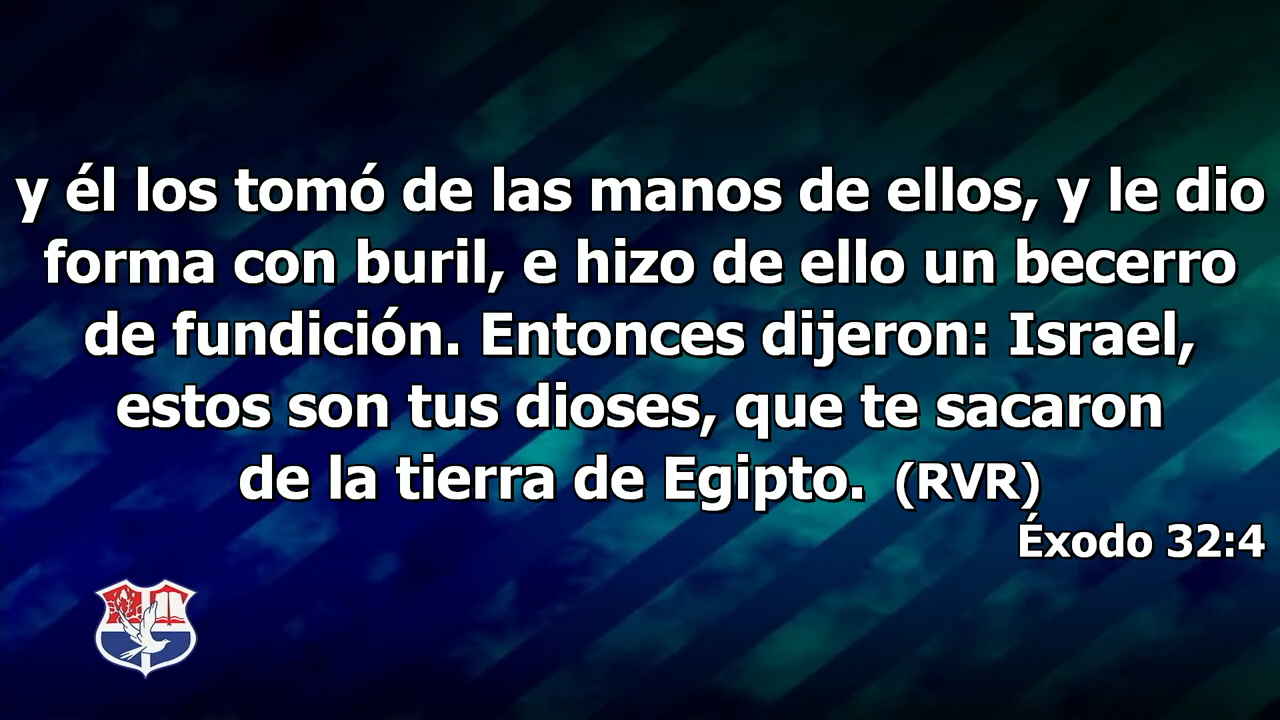 y él los tomó de las manos de ellos, y le dio
forma con buril, e hizo de ello un becerro
de fundición. Entonces dijeron: Israel,
estos son tus dioses, que te sacaron
de la tierra de Egipto. (RVR)
Éxodo 32:4